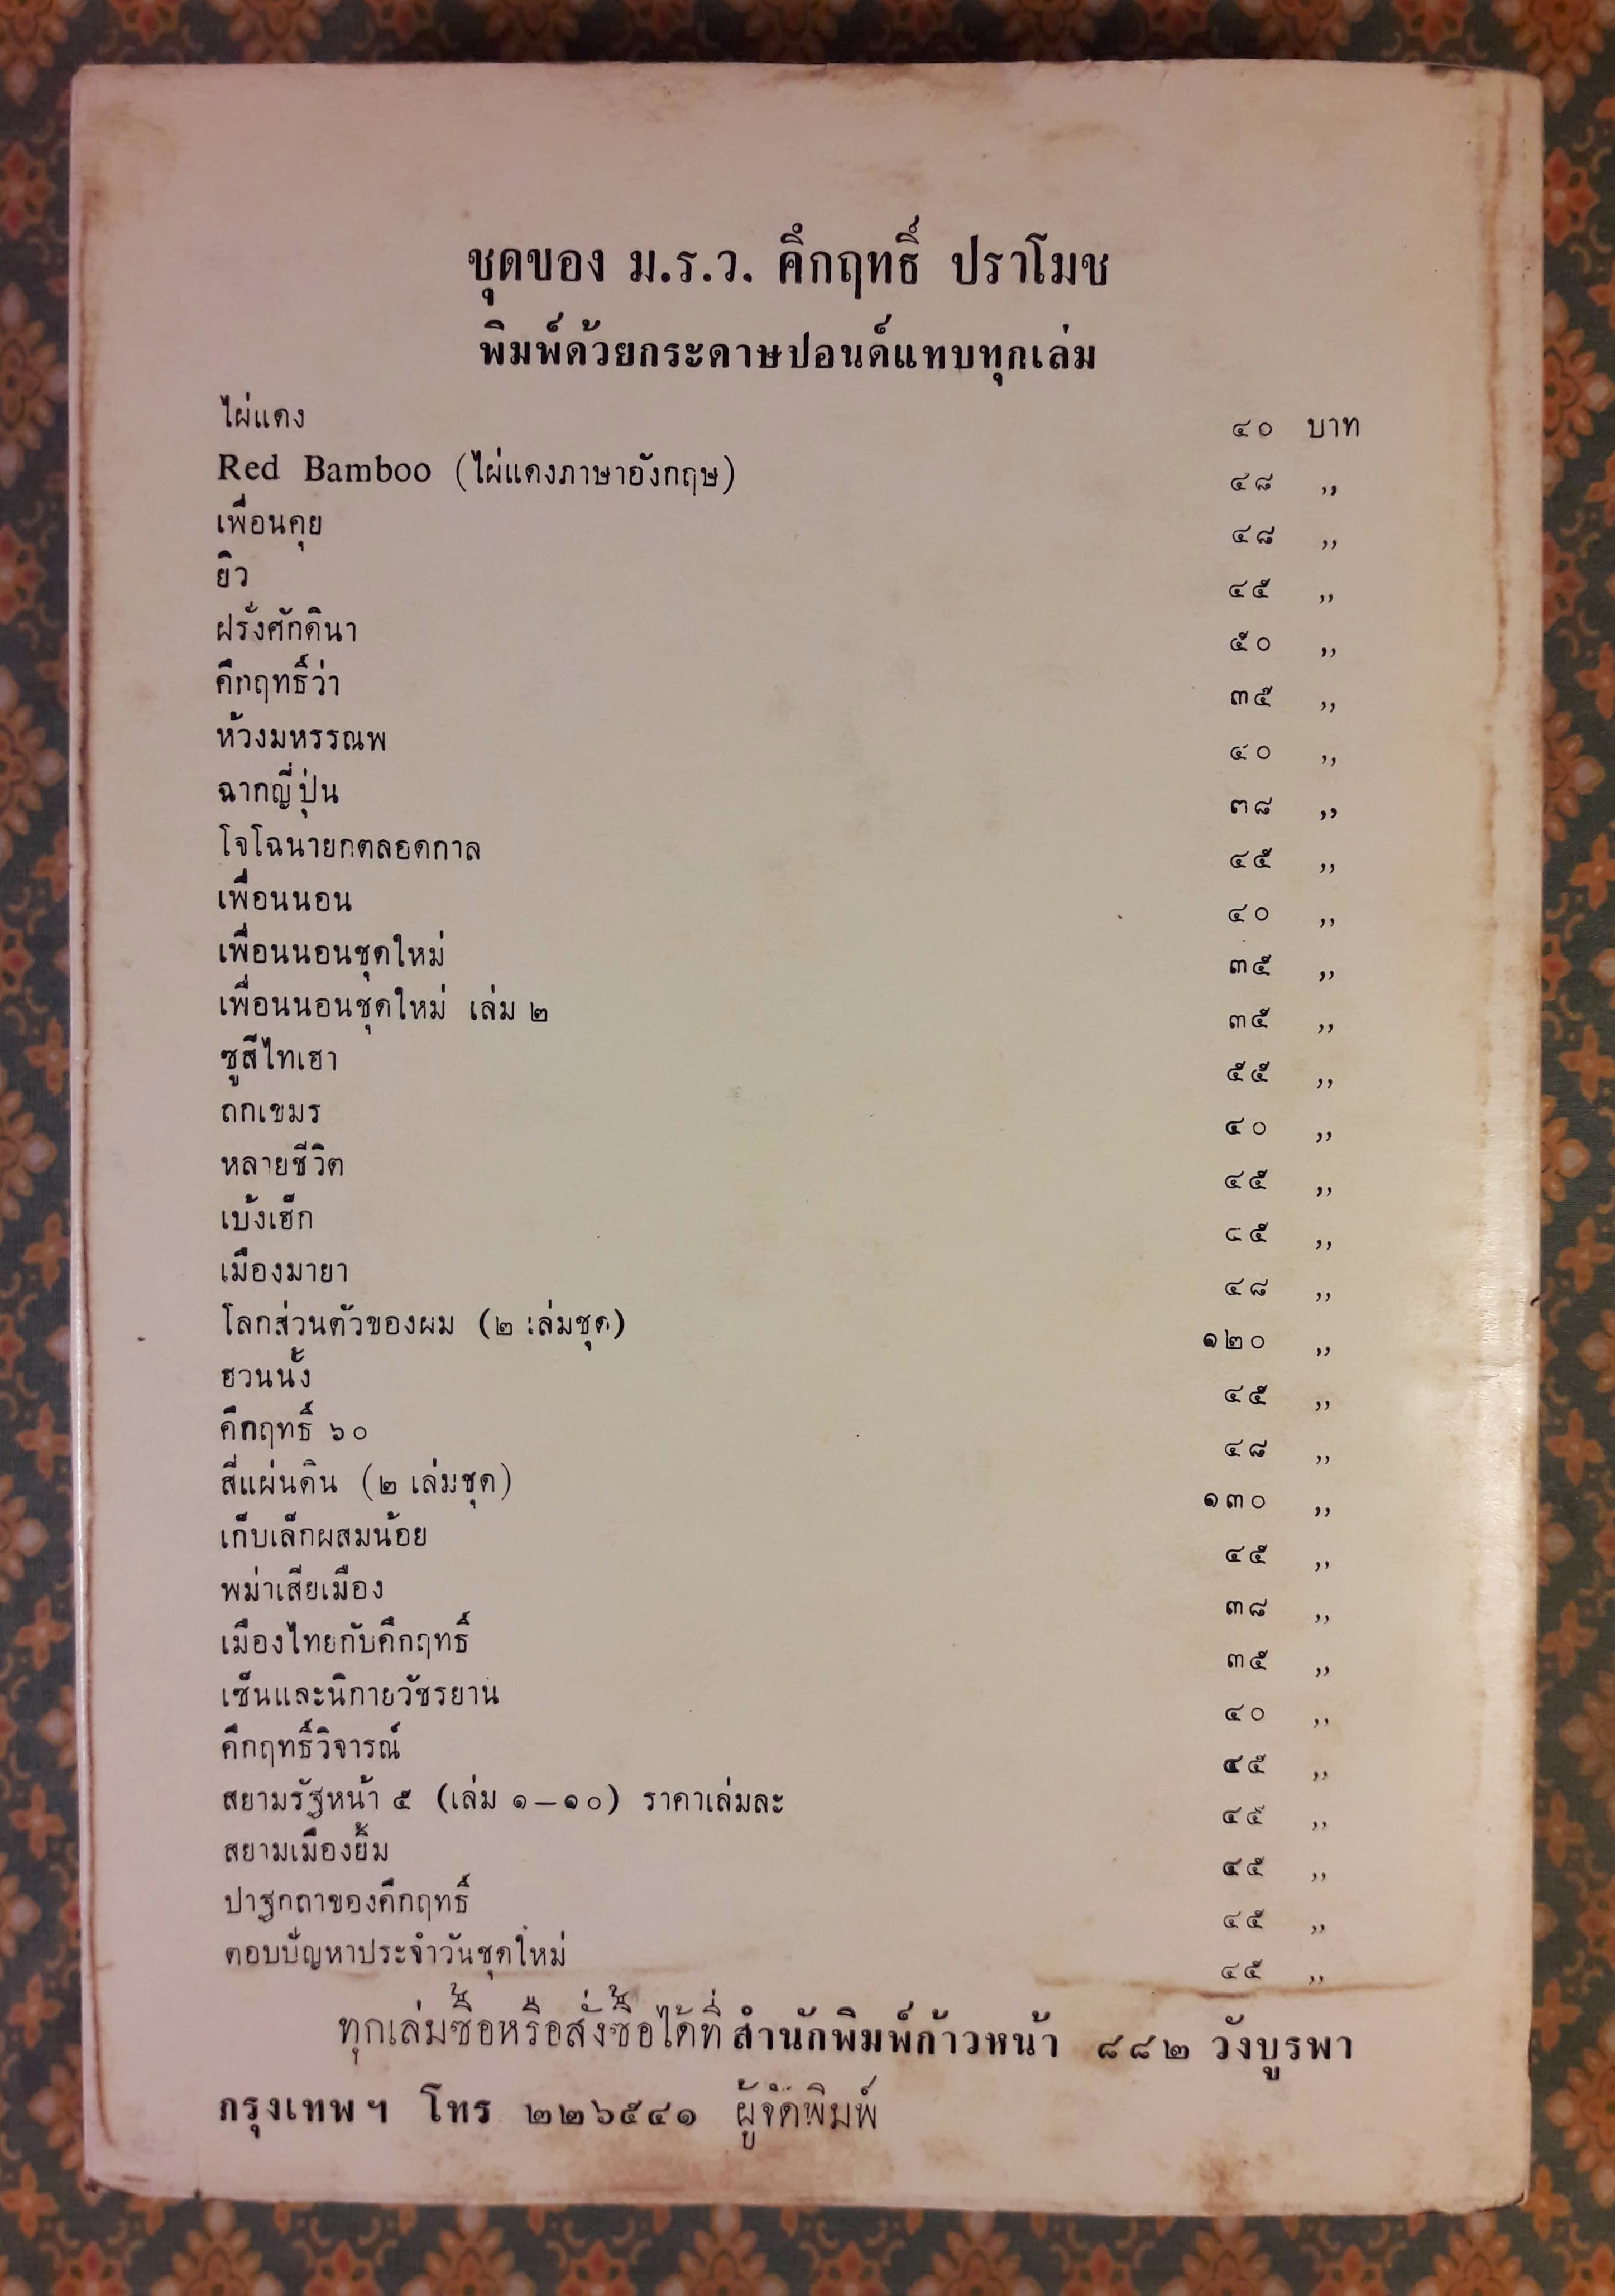 ชุดของ ม.ร.ว. คึกฤทธิ์ ปราโมช
พิมพ์ด้วยกระดาษปอนด์แทบทุกเล่ม
ไผ่แดง ๔๐ บาท
Red Bamboo (ไผ่แดงภาษาอังกฤษ) ๔๘ ,,
เพื่อนคุย ๔๘ ,,
ยิว ๔๕ ,,
ฝรั่งศักดินา ๕๐ ,,
คึกฤทธิ์ว่า ๓๕ ,,
ห้วงมหรรณพ ๔๐ ,,
ฉากญี่ปุ่น ๓๘ ,,
โจโฉนายกตลอดกาล ๔๕ ,,
เพื่อนนอน ๔๐ ,,
เพื่อนนอนชุดใหม่ ๓๕ ,,
เพื่อนนอนชุดใหม่ เล่ม ๒ ๓๕ ,,
ซูสีไทเฮา ๕๕ ,,
ถกเขมร ๔๐ ,,
หลายชีวิต ๔๕ ,,
เบ้งเฮ็ก ๔๕ ,,
เมืองมายา ๔๘ ,,
โลกส่วนตัวของผม (๒ เล่มชุด) ๑๒๐ ,,
ฮวนนั้ง ๔๕ ,,
คึกฤทธิ์ ๖๐ ๔๘ ,,
สี่แผ่นดิน (๒ เล่มชุด) ๑๓๐ ,,
เก็บเล็กผสมน้อย ๔๕ ,,
พม่าเสียเมือง ๓๘ ,,
เมืองไทยกับคึกฤทธิ์ ๓๕ ,,
เซ็นและนิกายวัชรยาน ๔๐ ,,
คึกฤทธิ์วิจารณ์ ๔๕ ,,
สยามรัฐหน้า ๕ (เล่ม ๑–๑๐) ราคาเล่มละ ๔๕ ,,
สยามเมืองยิ้ม ๔๕ ,,
ปาฐกถาของคึกฤทธิ์ ๔๕ ,,
ตอบปัญหาประจำวันชุดใหม่ ๔๕ ,,
ทุกเล่มซื้อหรือสั่งซื้อได้ที่ สำนักพิมพ์ก้าวหน้า ๘๘๒ วังบูรพา
กรุงเทพฯ โทร ๒๒๖๕๔๑ ผู้จัดพิมพ์